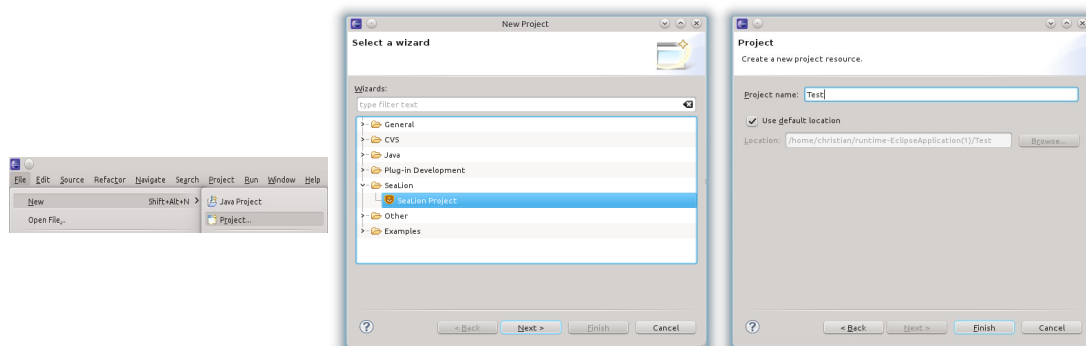 File Edit Source Refactor Navigate Search Project Run Window Help
New Shift+Alt+N > Java Project
Open File... Project...
New Project
Select a wizard
Wizards:
type filter text
General
CVS
Java
Plug-in Development
SeaLion
SeaLion Project
Other
Examples
? < Back Next > Finish Cancel
Project
Create a new project resource.
Project name: Test
Use default location
Location: /home/christian/runtime-EclipseApplication(1)/Test Browse...
? < Back Next > Finish Cancel